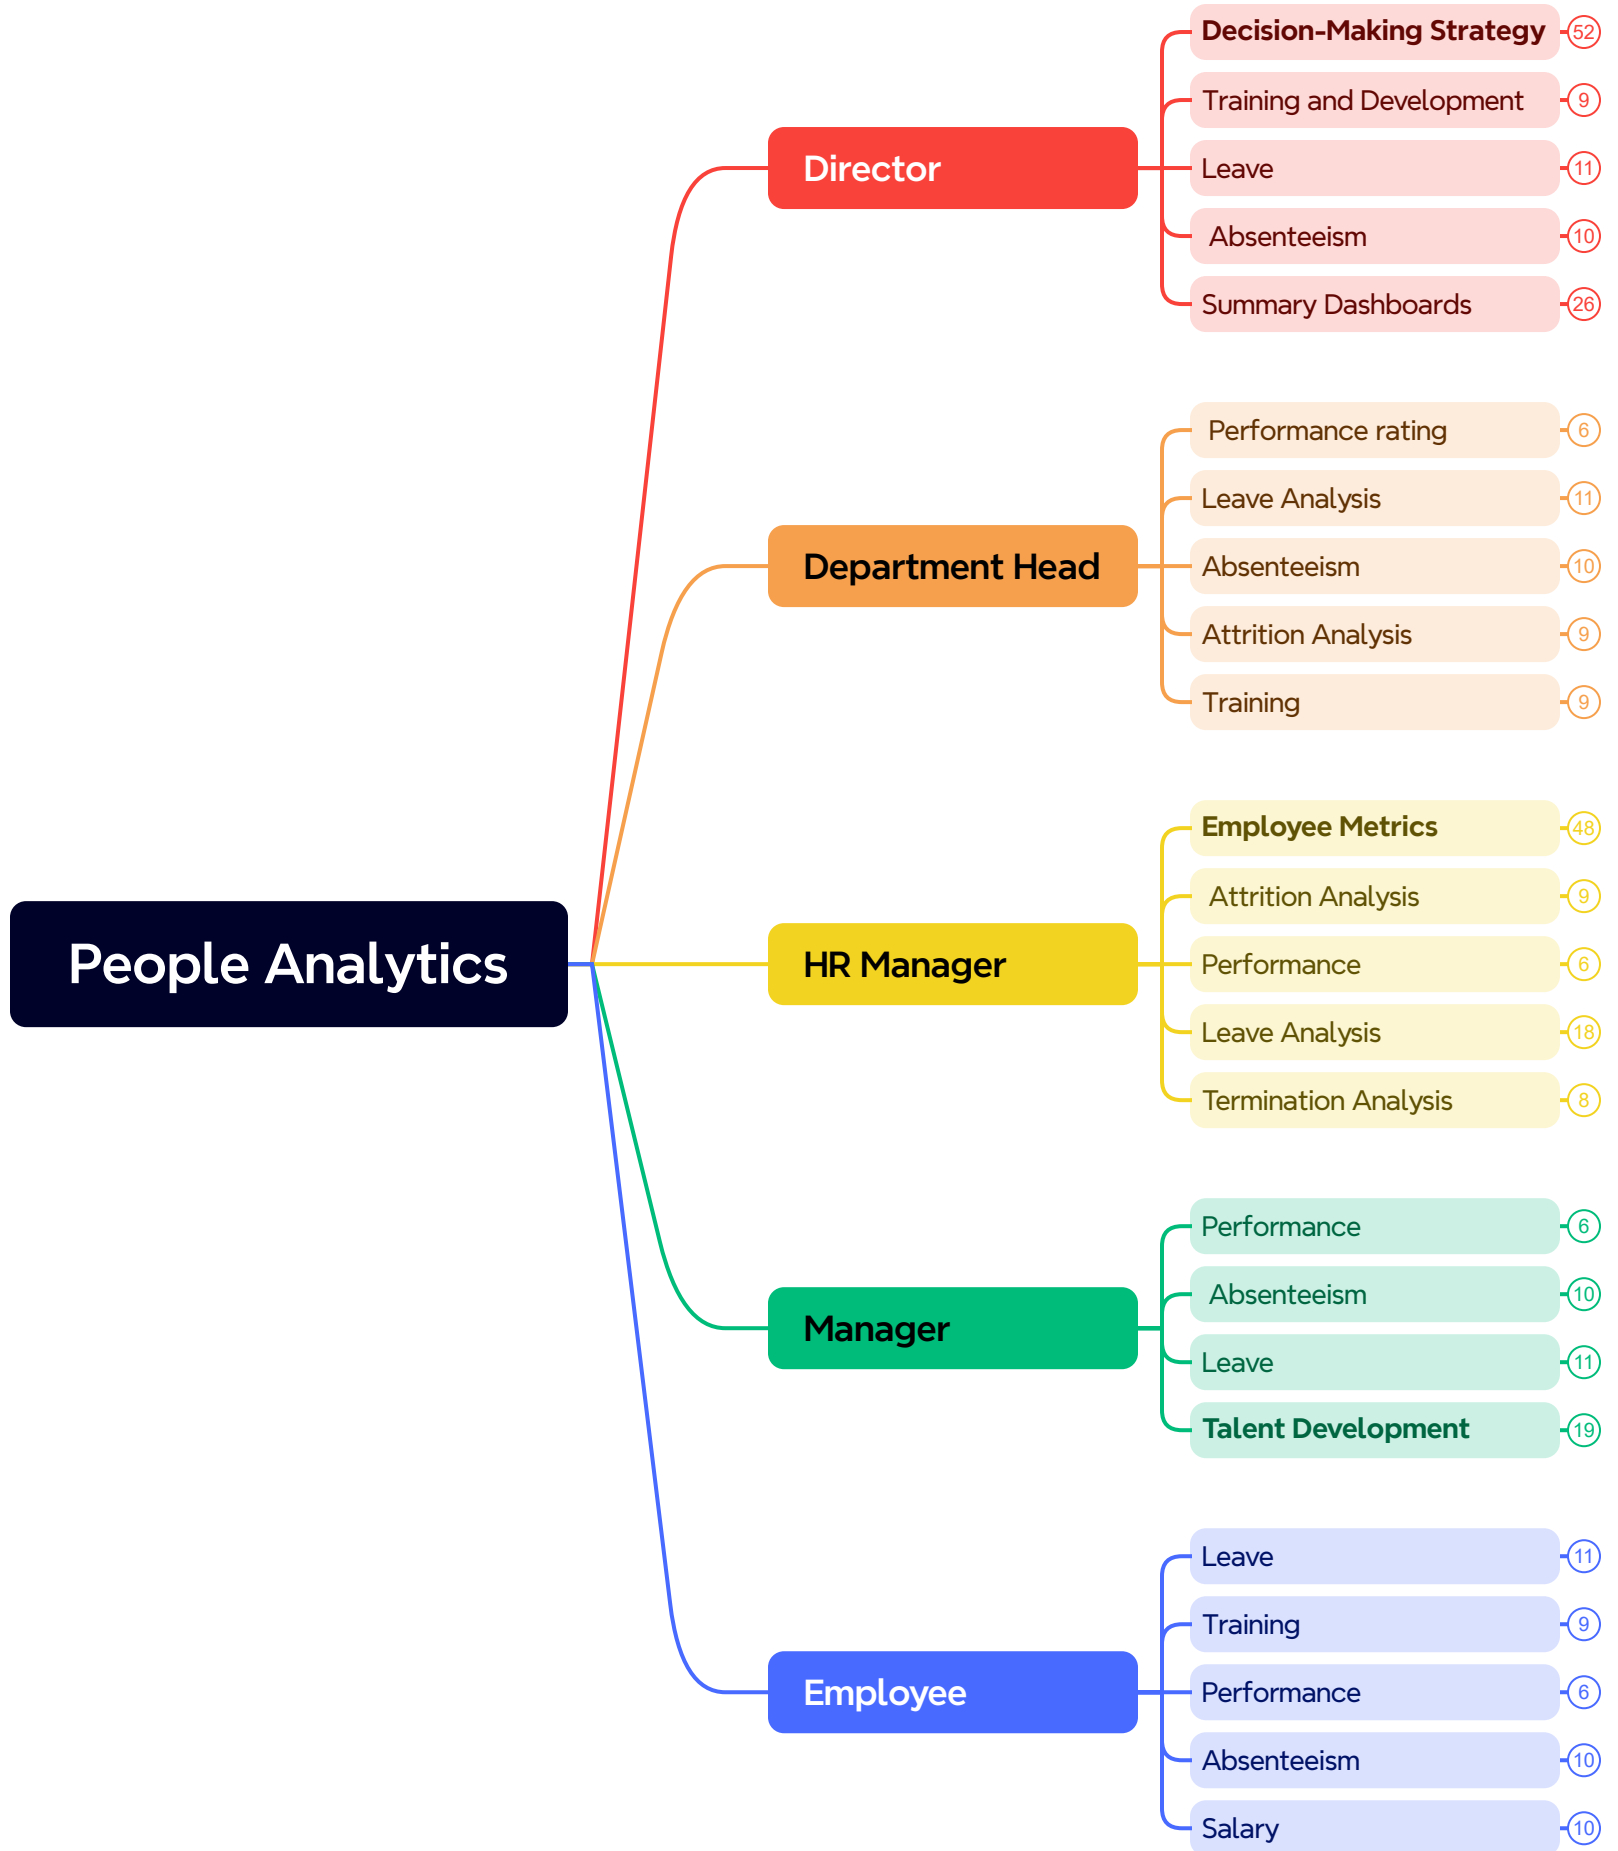 People Analytics
Director
Decision-Making Strategy 52
Training and Development 9
Leave 11
Absenteeism 10
Summary Dashboards 26
Department Head
Performance rating 6
Leave Analysis 11
Absenteeism 10
Attrition Analysis 9
Training 9
HR Manager
Employee Metrics 48
Attrition Analysis 9
Performance 6
Leave Analysis 18
Termination Analysis 8
Manager
Performance 6
Absenteeism 10
Leave 11
Talent Development 19
Employee
Leave 11
Training 9
Performance 6
Absenteeism 10
Salary 10